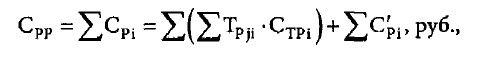 C_PP = ∑C_Pi = ∑(∑T_Pji · C_TPi) + ∑C′_Pi, руб.,